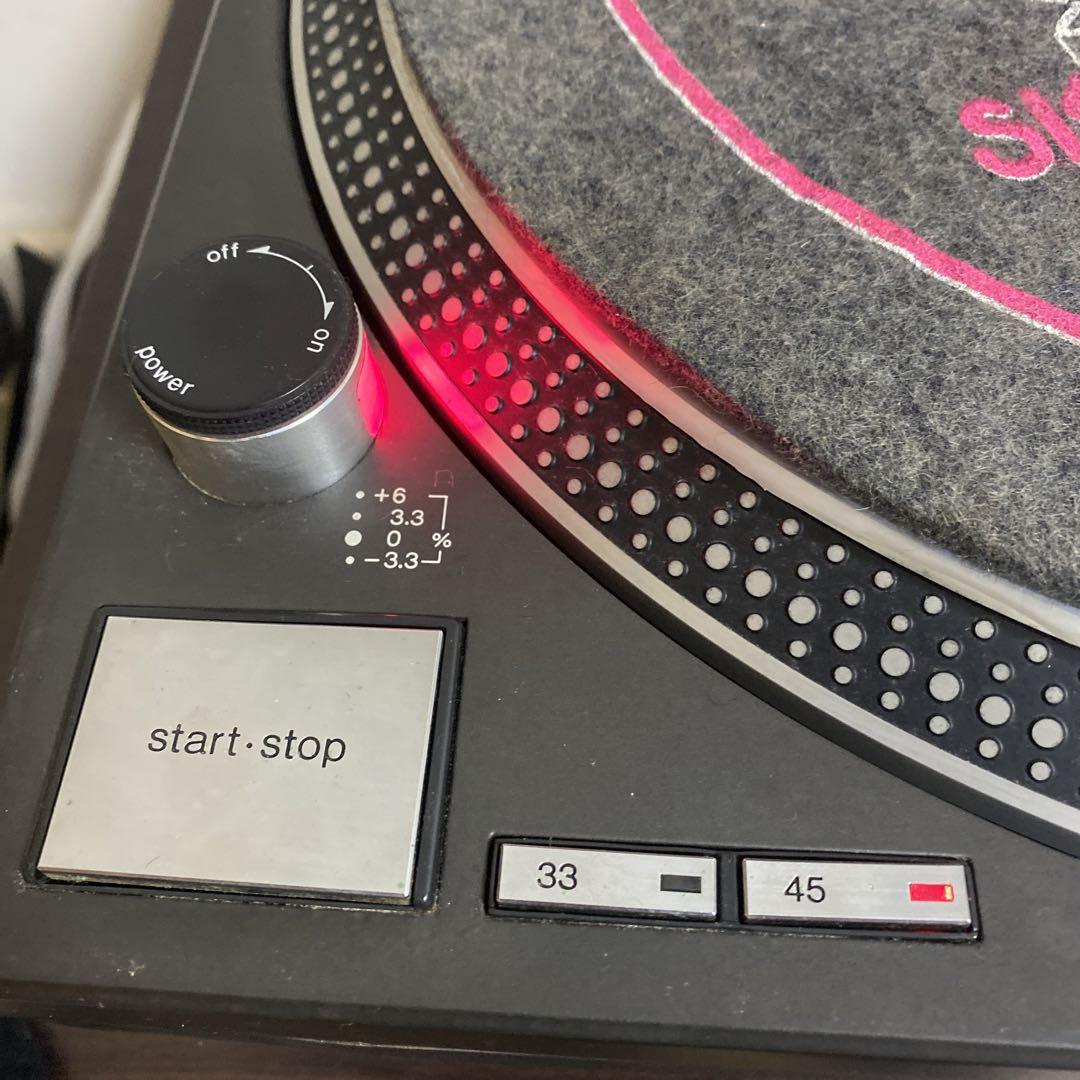 off
on
power
+6
3.3
0 %
−3.3
start·stop
33
45